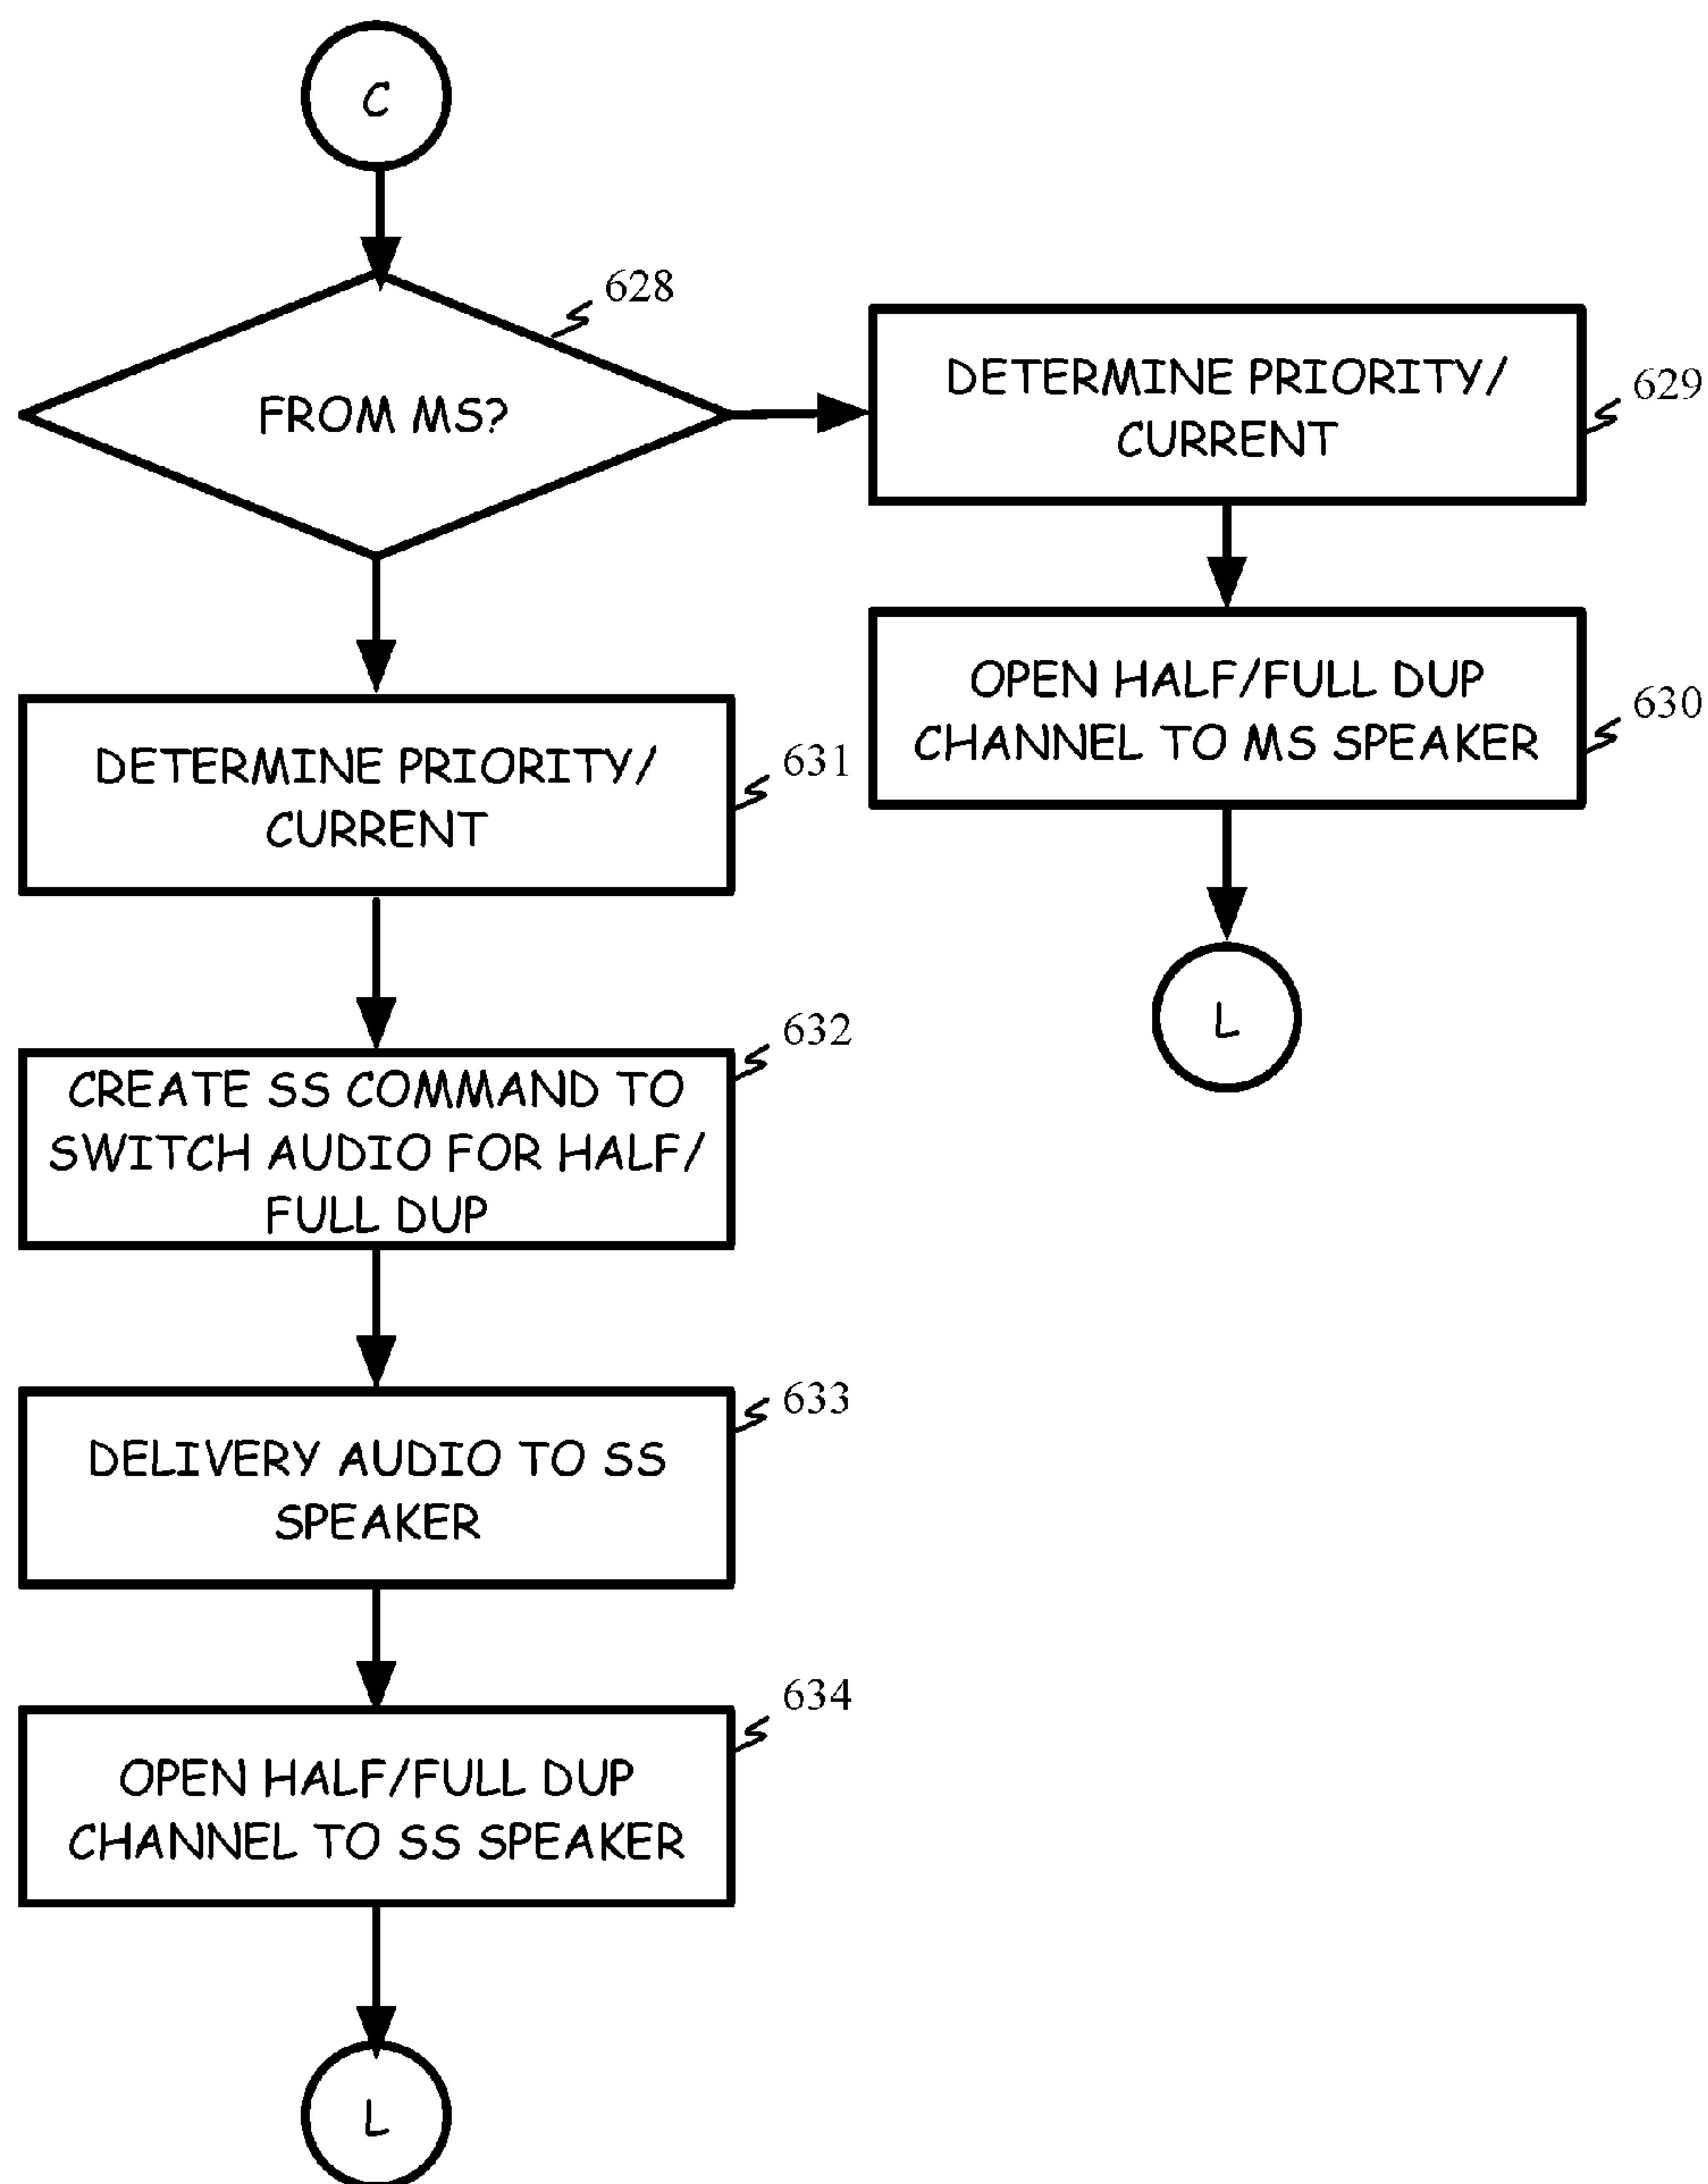 C
628
FROM MS?
DETERMINE PRIORITY/
CURRENT
629
OPEN HALF/FULL DUP
CHANNEL TO MS SPEAKER
630
L
DETERMINE PRIORITY/
CURRENT
631
CREATE SS COMMAND TO
SWITCH AUDIO FOR HALF/
FULL DUP
632
DELIVERY AUDIO TO SS
SPEAKER
633
OPEN HALF/FULL DUP
CHANNEL TO SS SPEAKER
634
L